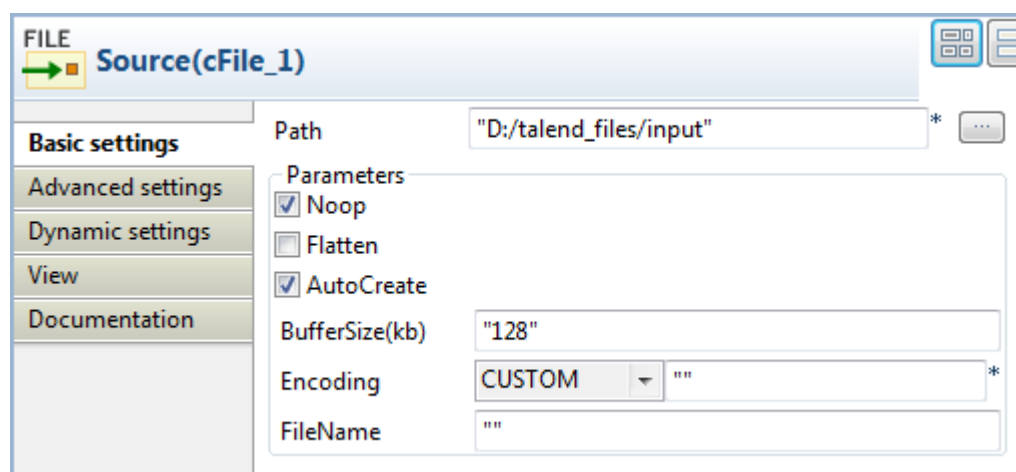 FILE
Source(cFile_1)
Basic settings
Advanced settings
Dynamic settings
View
Documentation
Path "D:/talend_files/input" * ...
Parameters
Noop
Flatten
AutoCreate
BufferSize(kb) "128"
Encoding CUSTOM "" *
FileName ""